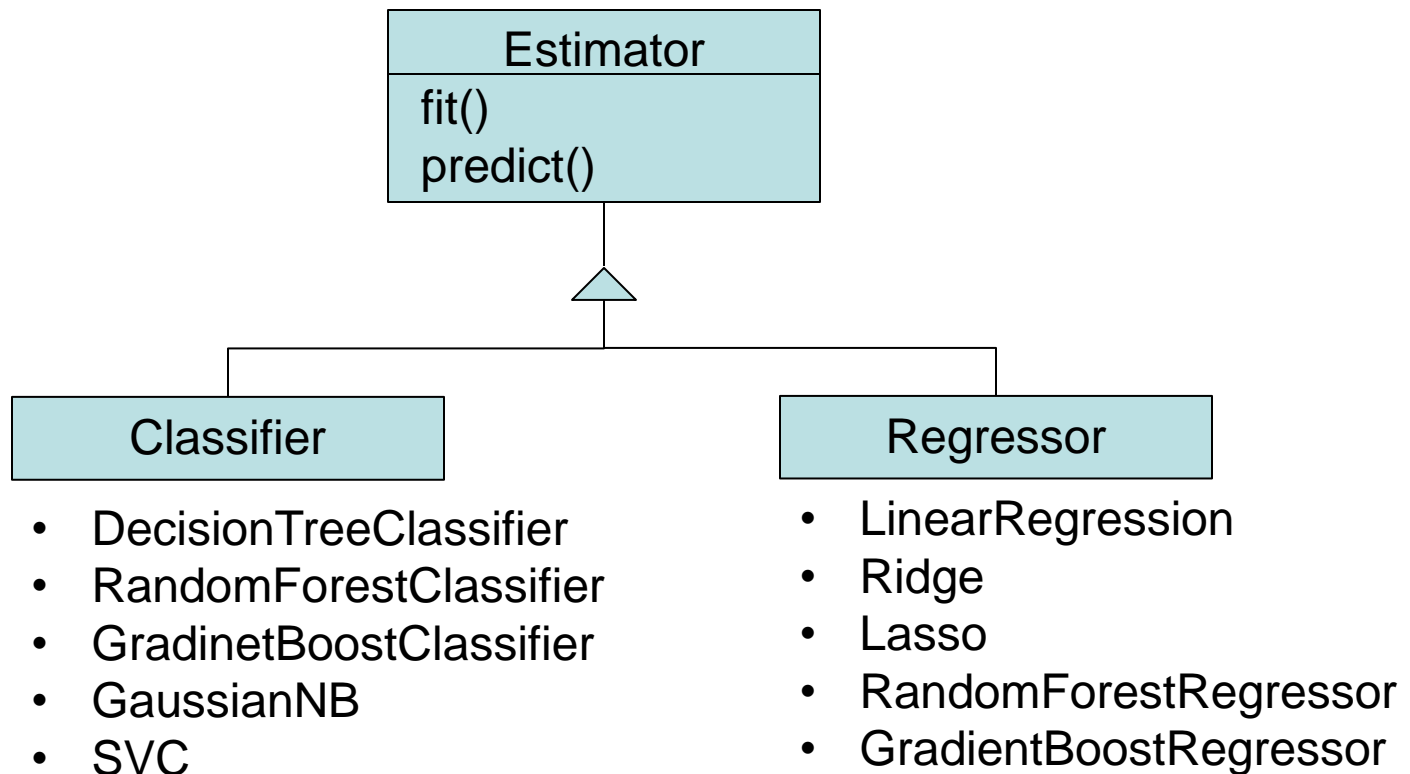 Estimator
fit()
predict()
Classifier
Regressor
• DecisionTreeClassifier
• RandomForestClassifier
• GradinetBoostClassifier
• GaussianNB
• SVC
• LinearRegression
• Ridge
• Lasso
• RandomForestRegressor
• GradientBoostRegressor